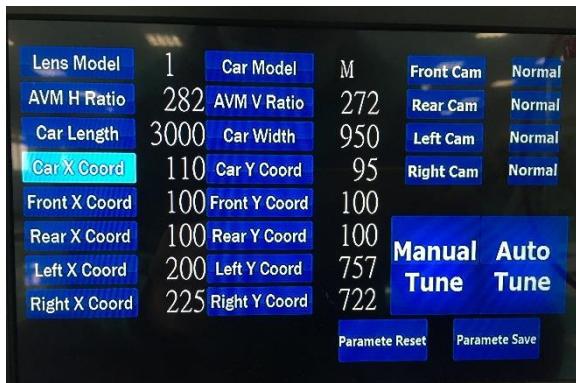 Lens Model 1 Car Model M Front Cam Normal
AVM H Ratio 282 AVM V Ratio 272 Rear Cam Normal
Car Length 3000 Car Width 950 Left Cam Normal
Car X Coord 110 Car Y Coord 95 Right Cam Normal
Front X Coord 100 Front Y Coord 100
Rear X Coord 100 Rear Y Coord 100
Left X Coord 200 Left Y Coord 757
Right X Coord 225 Right Y Coord 722
Manual Tune Auto Tune
Paramete Reset Paramete Save